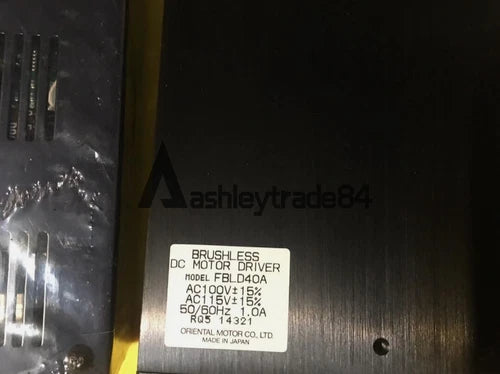 ashleytrade84
BRUSHLESS
DC MOTOR DRIVER
MODEL FBLD40A
AC100V±15%
AC115V±15%
50/60Hz 1.0A
RQ5 14321
ORIENTAL MOTOR CO., LTD.
MADE IN JAPAN